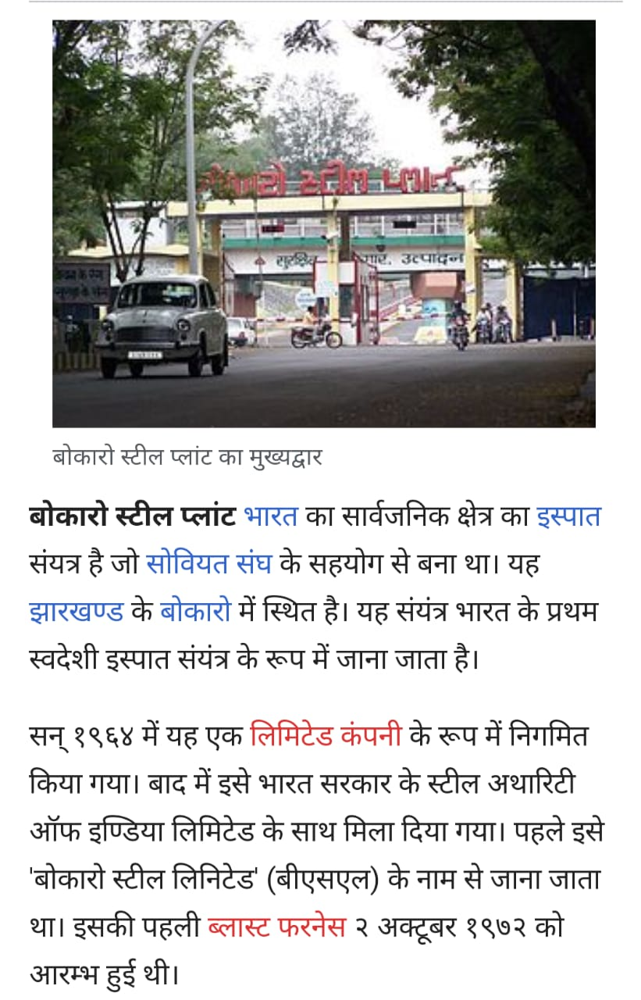 बोकारो स्टील प्लान्ट
सुरक्षित
उत्पादन
बोकारो स्टील प्लांट का मुख्यद्वार
बोकारो स्टील प्लांट भारत का सार्वजनिक क्षेत्र का इस्पात
संयत्र है जो सोवियत संघ के सहयोग से बना था। यह
झारखण्ड के बोकारो में स्थित है। यह संयंत्र भारत के प्रथम
स्वदेशी इस्पात संयंत्र के रूप में जाना जाता है।
सन् १९६४ में यह एक लिमिटेड कंपनी के रूप में निगमित
किया गया। बाद में इसे भारत सरकार के स्टील अथारिटी
ऑफ इण्डिया लिमिटेड के साथ मिला दिया गया। पहले इसे
'बोकारो स्टील लिनिटेड' (बीएसएल) के नाम से जाना जाता
था। इसकी पहली ब्लास्ट फरनेस २ अक्टूबर १९७२ को
आरम्भ हुई थी।